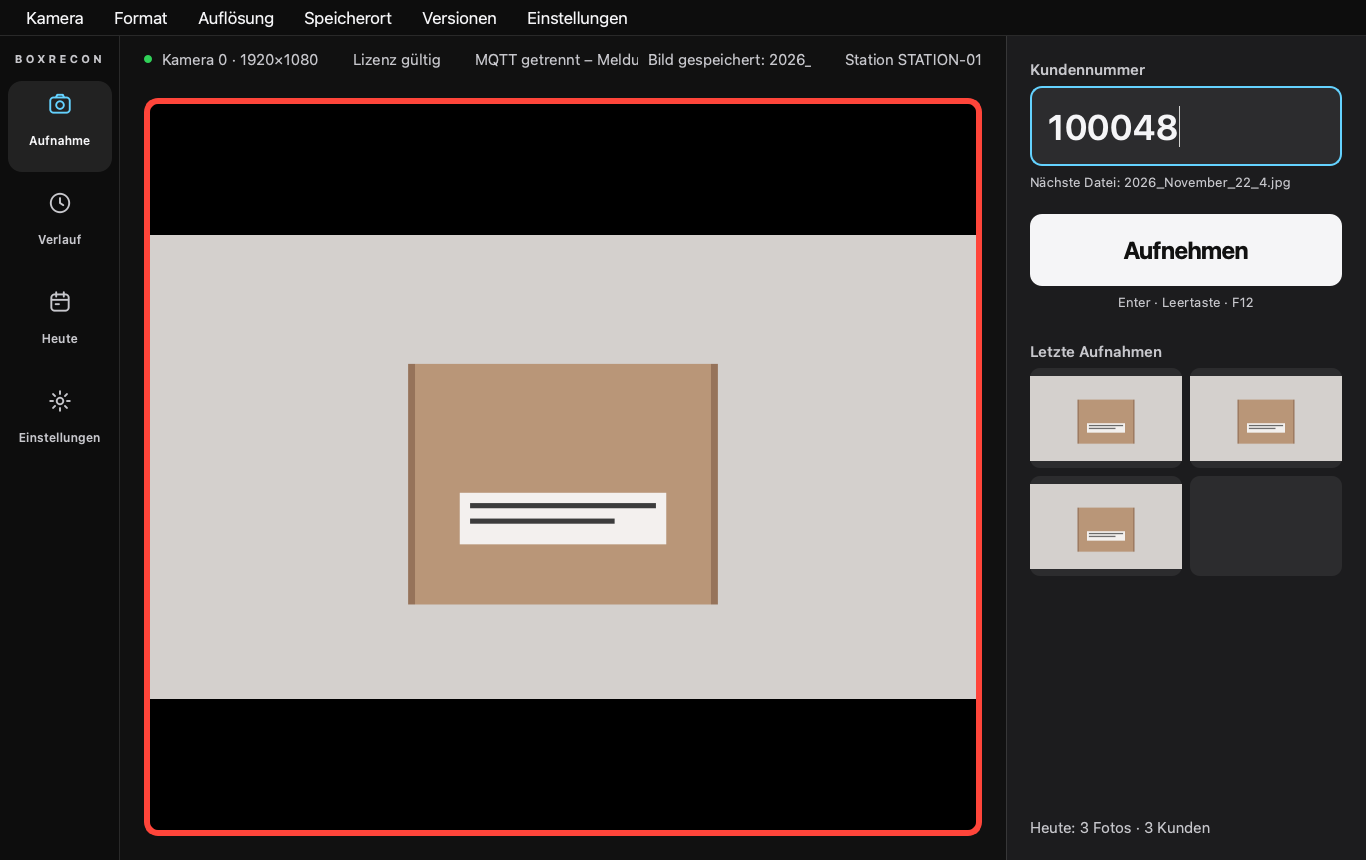 Kamera Format Auflösung Speicherort Versionen Einstellungen
BOXRECON
Aufnahme
Verlauf
Heute
Einstellungen
Kamera 0 · 1920×1080 Lizenz gültig MQTT getrennt – Meldu Bild gespeichert: 2026_ Station STATION-01
Kundennummer
100048
Nächste Datei: 2026_November_22_4.jpg
Aufnehmen
Enter · Leertaste · F12
Letzte Aufnahmen
Heute: 3 Fotos · 3 Kunden